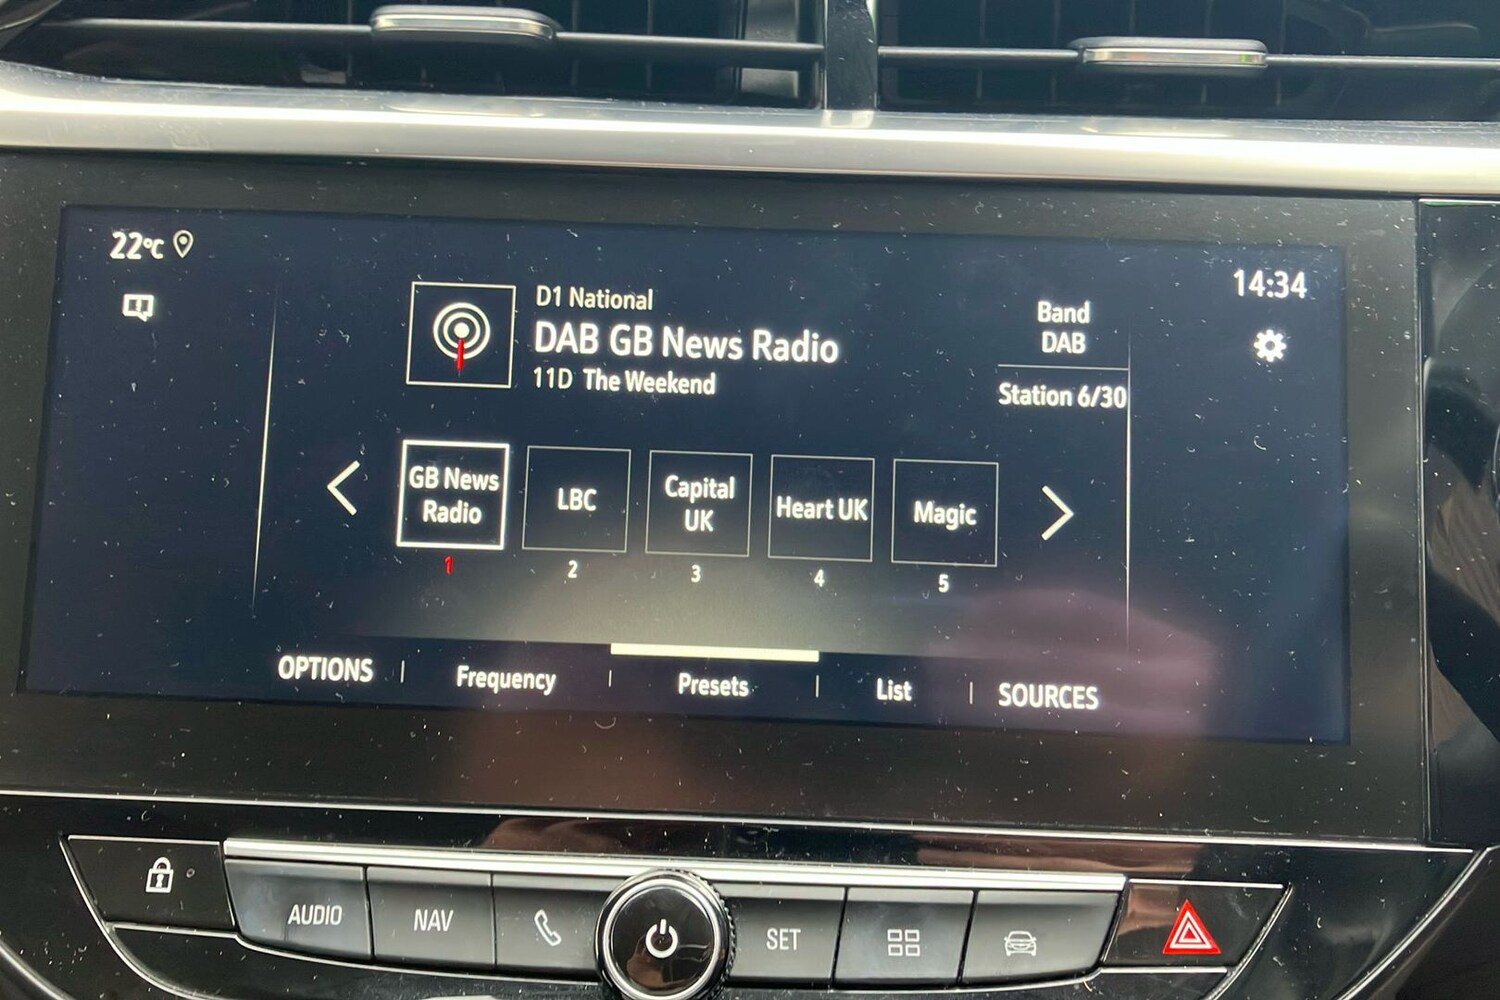 22°C
14:34
D1 National
DAB GB News Radio
11D The Weekend
Band
DAB
Station 6/30
GB News
Radio
LBC
Capital
UK
Heart UK
Magic
1
2
3
4
5
OPTIONS
Frequency
Presets
List
SOURCES
AUDIO
NAV
SET